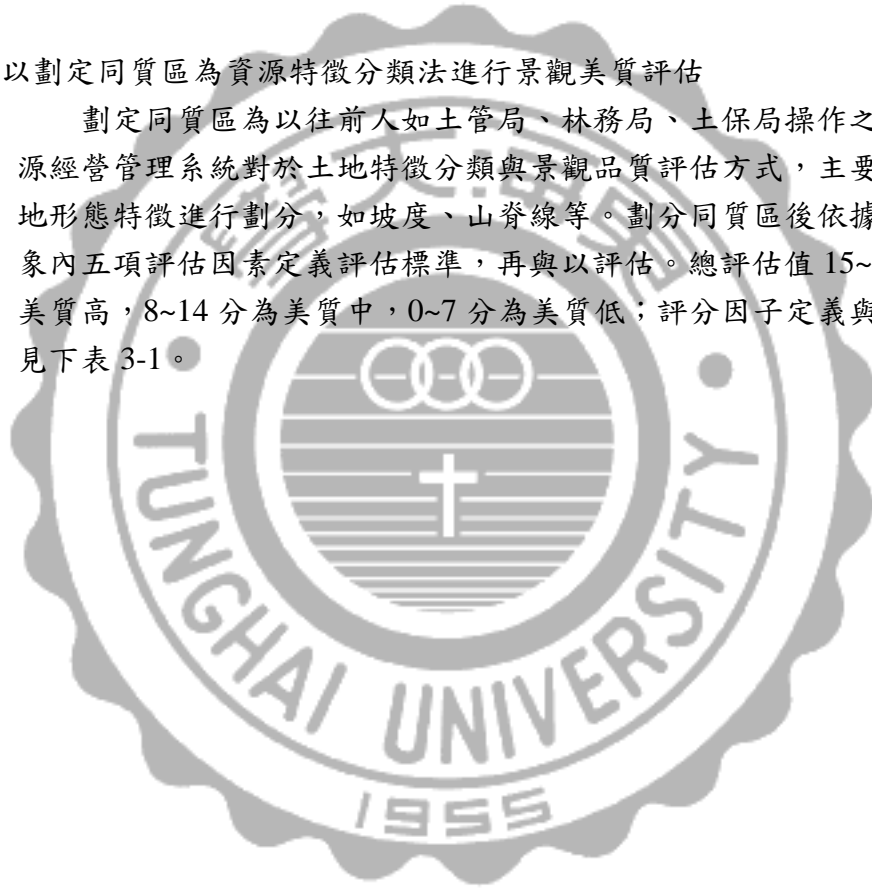 以劃定同質區為資源特徵分類法進行景觀美質評估
劃定同質區為以往前人如土管局、林務局、土保局操作之
源經營管理系統對於土地特徵分類與景觀品質評估方式，主要
地形態特徵進行劃分，如坡度、山脊線等。劃分同質區後依據
象內五項評估因素定義評估標準，再與以評估。總評估值 15~
美質高，8~14 分為美質中，0~7 分為美質低；評分因子定義與
見下表 3-1。
TUNGHAI UNIVERSITY
1955